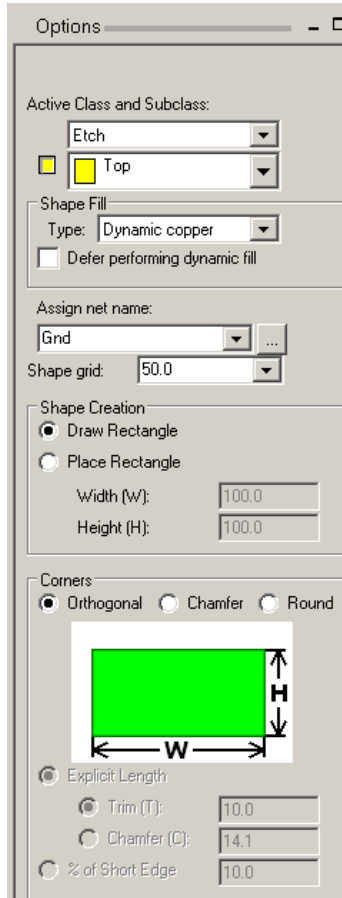 Options
Active Class and Subclass:
Etch
Top
Shape Fill
Type: Dynamic copper
Defer performing dynamic fill
Assign net name:
Gnd ...
Shape grid: 50.0
Shape Creation
Draw Rectangle
Place Rectangle
Width (W): 100.0
Height (H): 100.0
Corners
Orthogonal Chamfer Round
H
W
Explicit Length
Trim (T): 10.0
Chamfer (C): 14.1
% of Short Edge 10.0